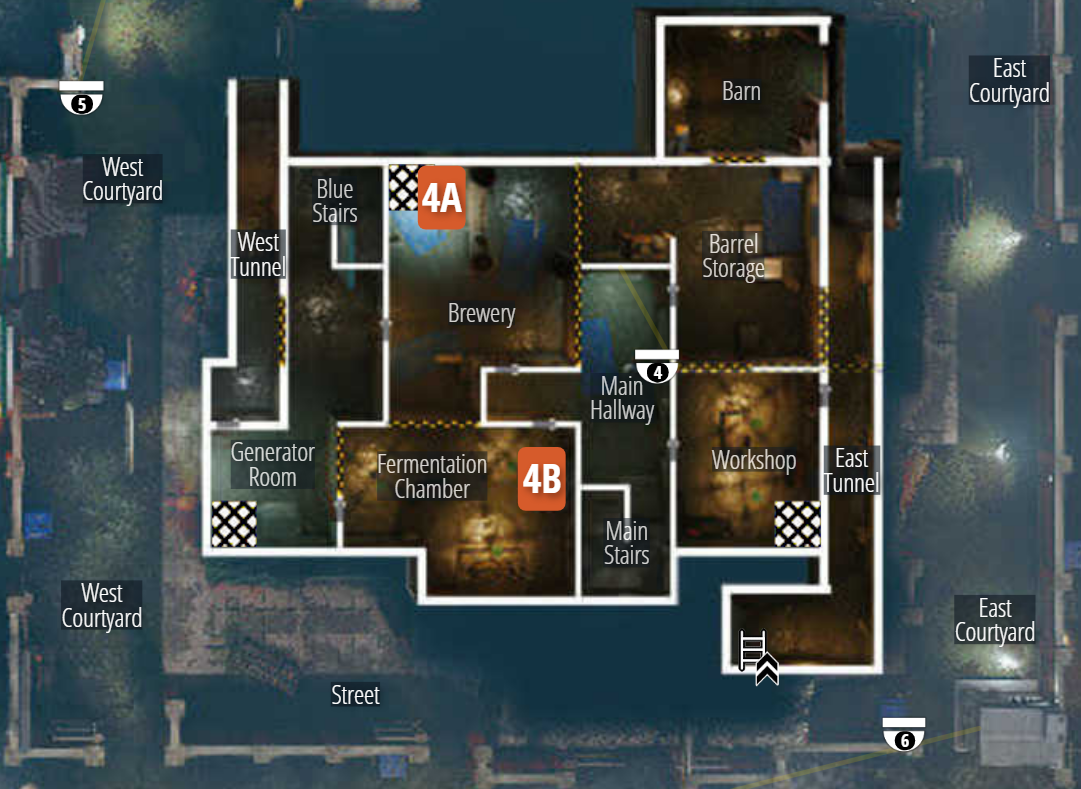 Barn
East
Courtyard
5
West
Courtyard
Blue
Stairs
4A
West
Tunnel
Barrel
Storage
Brewery
4
Main
Hallway
Generator
Room
Fermentation
Chamber
4B
Workshop
East
Tunnel
Main
Stairs
West
Courtyard
East
Courtyard
Street
6